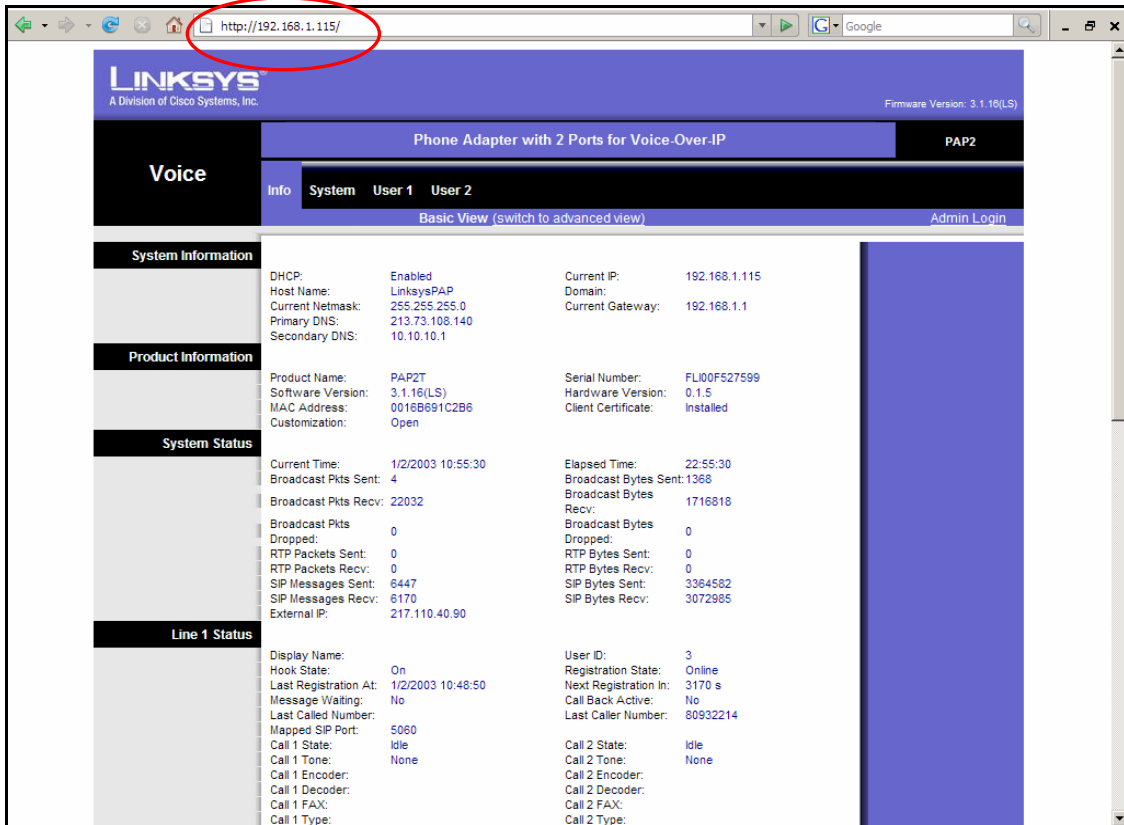 http://192.168.1.115/
G Google
LINKSYS®
A Division of Cisco Systems, Inc.
Firmware Version: 3.1.16(LS)
Phone Adapter with 2 Ports for Voice-Over-IP PAP2
Voice
Info System User 1 User 2
Basic View (switch to advanced view) Admin Login
System Information
DHCP: Enabled Current IP: 192.168.1.115
Host Name: LinksysPAP Domain:
Current Netmask: 255.255.255.0 Current Gateway: 192.168.1.1
Primary DNS: 213.73.108.140
Secondary DNS: 10.10.10.1
Product Information
Product Name: PAP2T Serial Number: FLI00F527599
Software Version: 3.1.16(LS) Hardware Version: 0.1.5
MAC Address: 0016B691C2B6 Client Certificate: Installed
Customization: Open
System Status
Current Time: 1/2/2003 10:55:30 Elapsed Time: 22:55:30
Broadcast Pkts Sent: 4 Broadcast Bytes Sent: 1368
Broadcast Pkts Recv: 22032 Broadcast Bytes Recv: 1716818
Broadcast Pkts Dropped: 0 Broadcast Bytes Dropped: 0
RTP Packets Sent: 0 RTP Bytes Sent: 0
RTP Packets Recv: 0 RTP Bytes Recv: 0
SIP Messages Sent: 6447 SIP Bytes Sent: 3364582
SIP Messages Recv: 6170 SIP Bytes Recv: 3072985
External IP: 217.110.40.90
Line 1 Status
Display Name: User ID: 3
Hook State: On Registration State: Online
Last Registration At: 1/2/2003 10:48:50 Next Registration In: 3170 s
Message Waiting: No Call Back Active: No
Last Called Number: Last Caller Number: 80932214
Mapped SIP Port: 5060
Call 1 State: Idle Call 2 State: Idle
Call 1 Tone: None Call 2 Tone: None
Call 1 Encoder: Call 2 Encoder:
Call 1 Decoder: Call 2 Decoder:
Call 1 FAX: Call 2 FAX:
Call 1 Type: Call 2 Type: